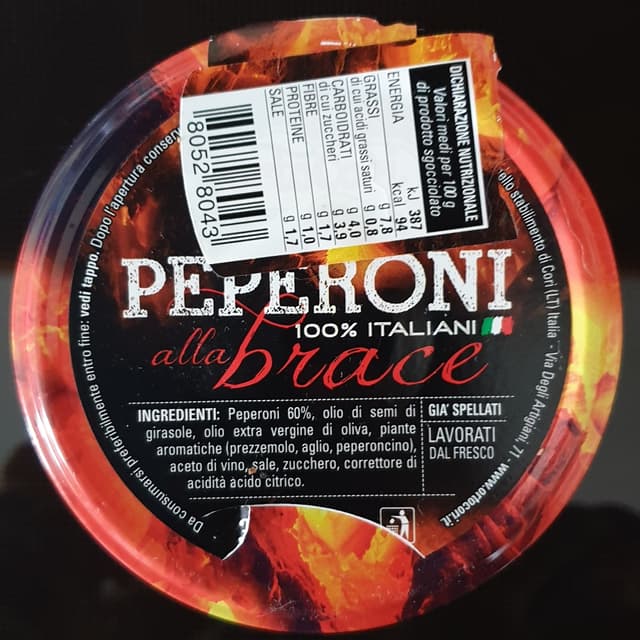 DICHIARAZIONE NUTRIZIONALE
Valori medi per 100 g
di prodotto sgocciolato
ENERGIA kJ 387
kcal 94
GRASSI g 7,8
di cui acidi grassi saturi g 0,8
CARBOIDRATI g 4,0
di cui zuccheri g 3,9
FIBRE g 1,7
PROTEINE g 1,0
SALE g 1,7
8052 8043
PEPERONI
100% ITALIANI
alla brace
INGREDIENTI: Peperoni 60%, olio di semi di
girasole, olio extra vergine di oliva, piante
aromatiche (prezzemolo, aglio, peperoncino),
aceto di vino, sale, zucchero, correttore di
acidità acido citrico.
GIA' SPELLATI
LAVORATI
DAL FRESCO
Da consumarsi preferibilmente entro fine: vedi tappo. Dopo l'apertura
stabilimento di Cori (LT) Italia - Via Degli Artigiani, 71 - www.ortocori.it